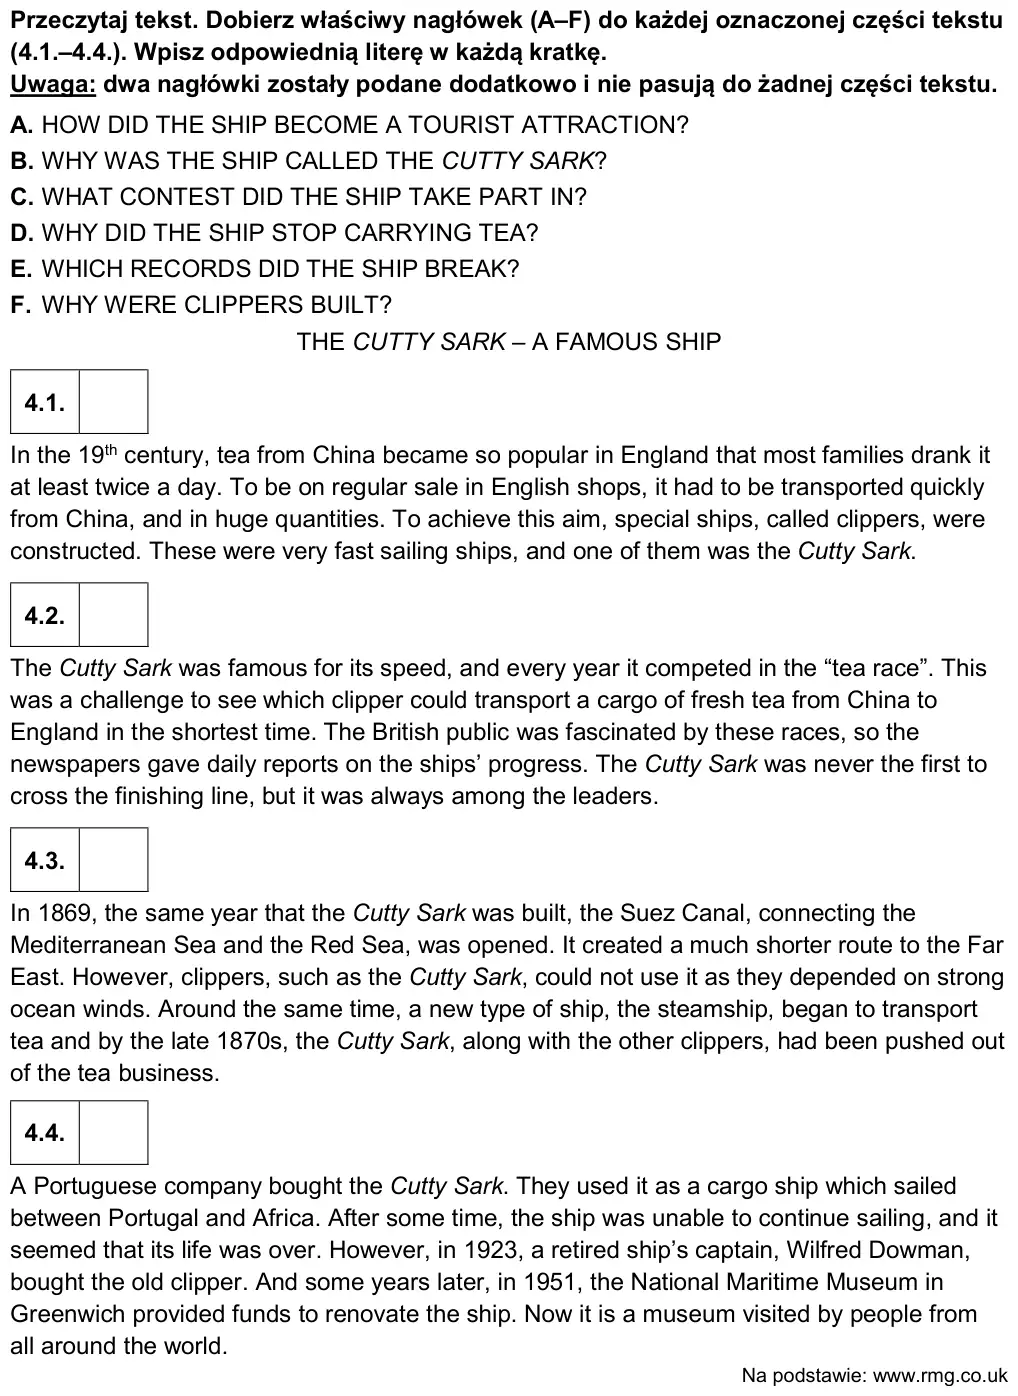 Przeczytaj tekst. Dobierz właściwy nagłówek (A–F) do każdej oznaczonej części tekstu
(4.1.–4.4.). Wpisz odpowiednią literę w każdą kratkę.
Uwaga: dwa nagłówki zostały podane dodatkowo i nie pasują do żadnej części tekstu.
A. HOW DID THE SHIP BECOME A TOURIST ATTRACTION?
B. WHY WAS THE SHIP CALLED THE CUTTY SARK?
C. WHAT CONTEST DID THE SHIP TAKE PART IN?
D. WHY DID THE SHIP STOP CARRYING TEA?
E. WHICH RECORDS DID THE SHIP BREAK?
F. WHY WERE CLIPPERS BUILT?
THE CUTTY SARK – A FAMOUS SHIP
4.1.
In the 19th century, tea from China became so popular in England that most families drank it
at least twice a day. To be on regular sale in English shops, it had to be transported quickly
from China, and in huge quantities. To achieve this aim, special ships, called clippers, were
constructed. These were very fast sailing ships, and one of them was the Cutty Sark.
4.2.
The Cutty Sark was famous for its speed, and every year it competed in the “tea race”. This
was a challenge to see which clipper could transport a cargo of fresh tea from China to
England in the shortest time. The British public was fascinated by these races, so the
newspapers gave daily reports on the ships’ progress. The Cutty Sark was never the first to
cross the finishing line, but it was always among the leaders.
4.3.
In 1869, the same year that the Cutty Sark was built, the Suez Canal, connecting the
Mediterranean Sea and the Red Sea, was opened. It created a much shorter route to the Far
East. However, clippers, such as the Cutty Sark, could not use it as they depended on strong
ocean winds. Around the same time, a new type of ship, the steamship, began to transport
tea and by the late 1870s, the Cutty Sark, along with the other clippers, had been pushed out
of the tea business.
4.4.
A Portuguese company bought the Cutty Sark. They used it as a cargo ship which sailed
between Portugal and Africa. After some time, the ship was unable to continue sailing, and it
seemed that its life was over. However, in 1923, a retired ship’s captain, Wilfred Dowman,
bought the old clipper. And some years later, in 1951, the National Maritime Museum in
Greenwich provided funds to renovate the ship. Now it is a museum visited by people from
all around the world.
Na podstawie: www.rmg.co.uk